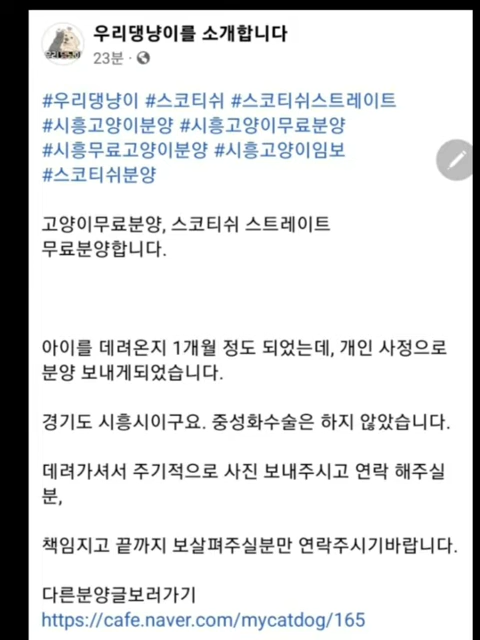 우리댕냥이를 소개합니다
23분 ·
#우리댕냥이 #스코티쉬 #스코티쉬스트레이트
#시흥고양이분양 #시흥고양이무료분양
#시흥무료고양이분양 #시흥고양이임보
#스코티쉬분양
고양이무료분양, 스코티쉬 스트레이트
무료분양합니다.
아이를 데려온지 1개월 정도 되었는데, 개인 사정으로
분양 보내게되었습니다.
경기도 시흥시이구요. 중성화수술은 하지 않았습니다.
데려가셔서 주기적으로 사진 보내주시고 연락 해주실
분,
책임지고 끝까지 보살펴주실분만 연락주시기바랍니다.
다른분양글보러가기
https://cafe.naver.com/mycatdog/165